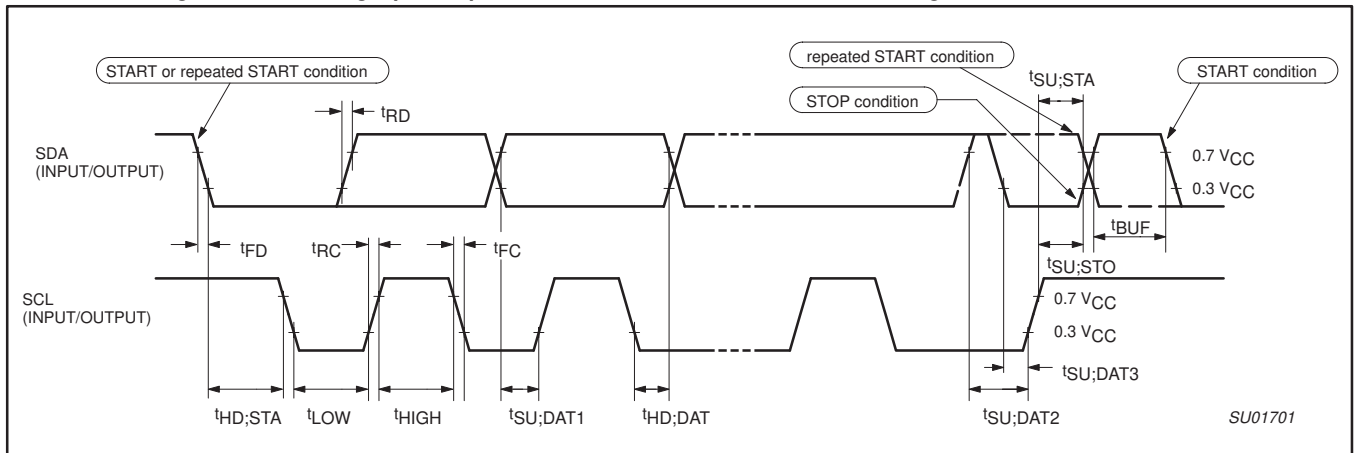 START or repeated START condition
repeated START condition
START condition
STOP condition
tSU;STA
tRD
SDA
(INPUT/OUTPUT)
0.7 VCC
0.3 VCC
tBUF
tFD
tRC
tFC
tSU;STO
SCL
(INPUT/OUTPUT)
0.7 VCC
0.3 VCC
tSU;DAT3
tHD;STA
tLOW
tHIGH
tSU;DAT1
tHD;DAT
tSU;DAT2
SU01701